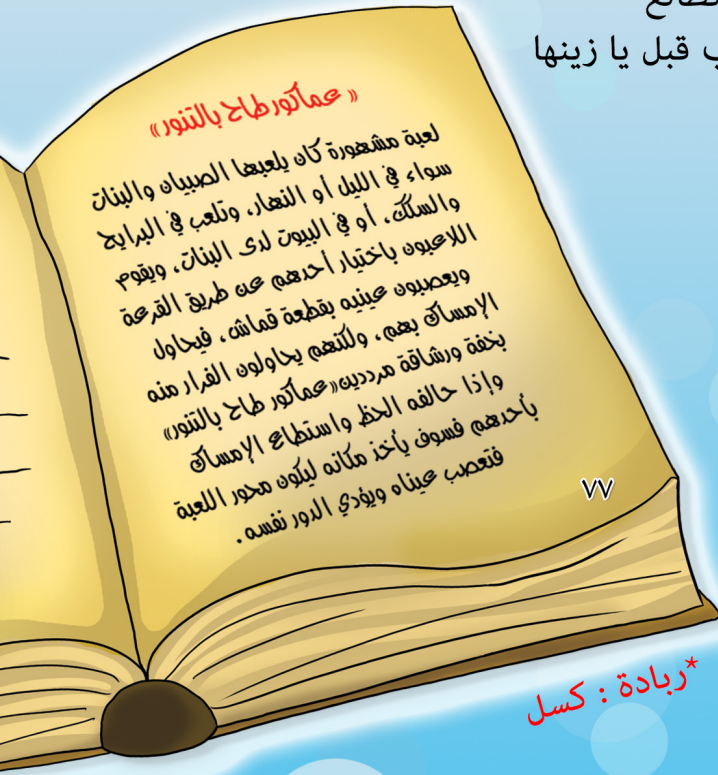 ب قبل يا زينها
«عماكور طاح بالتنور»
لعبة مشهورة كان يلعبها الصبيان والبنات
سواء في الليل أو النهار، وتلعب في البرايح
والسكك، أو في البيوت لدى البنات، ويقوم
اللاعبون باختيار أحدهم عن طريق القرعة
ويعصبون عينيه بقطعة قماش، فيحاول
الإمساك بهم، ولكنهم يحاولون الفرار منه
بخفة ورشاقة مرددين «عماكور طاح بالتنور»
وإذا حالفه الحظ واستطاع الإمساك
بأحدهم فسوف يأخذ مكانه ليكون محور اللعبة
فتعصب عيناه ويؤدي الدور نفسه.
٧٧
*ربادة : كسل